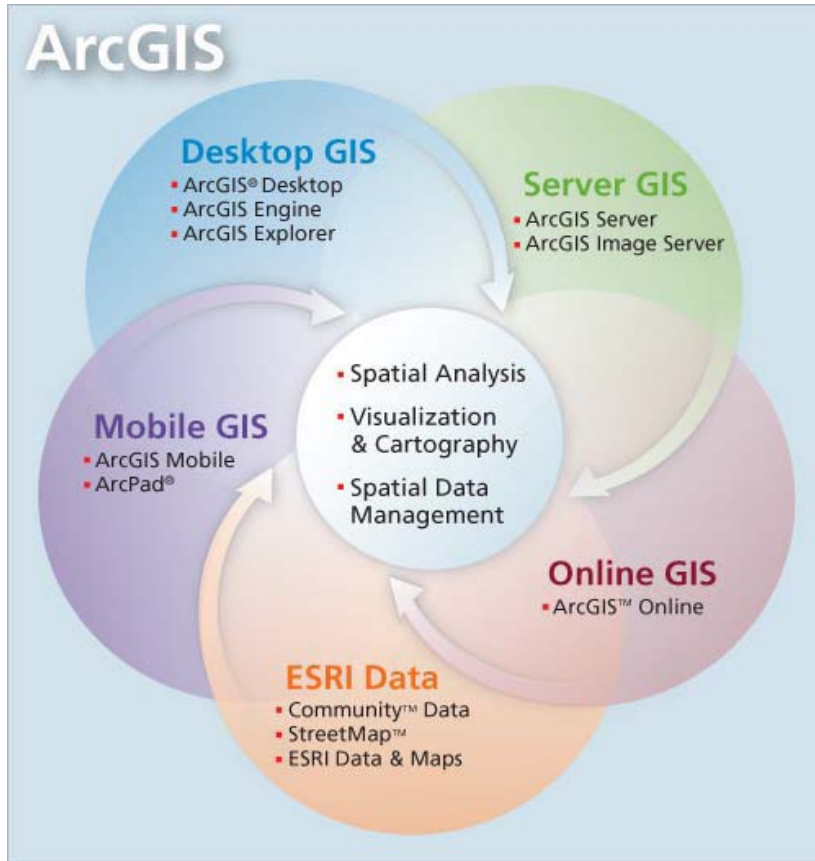 ArcGIS
Desktop GIS
▪ ArcGIS® Desktop
▪ ArcGIS Engine
▪ ArcGIS Explorer
Server GIS
▪ ArcGIS Server
▪ ArcGIS Image Server
▪ Spatial Analysis
▪ Visualization
& Cartography
▪ Spatial Data
Management
Mobile GIS
▪ ArcGIS Mobile
▪ ArcPad®
Online GIS
▪ ArcGIS™ Online
ESRI Data
▪ Community™ Data
▪ StreetMap™
▪ ESRI Data & Maps